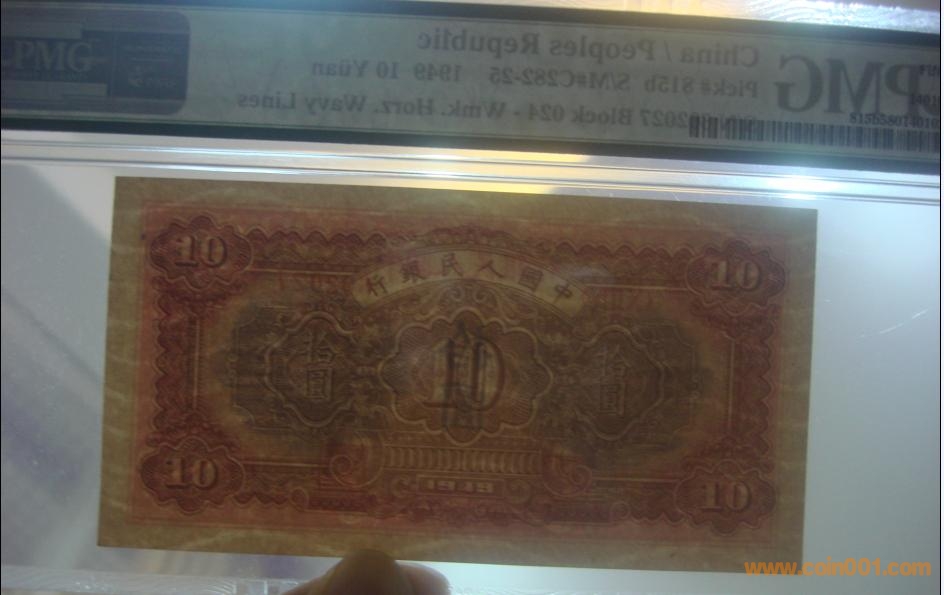 PMG
China / Peoples Republic
Pick# 815b S/M#C282-25 1949 10 Yüan
2027 Block 024 - Wmk. Horz. Wavy Lines
PMG
10
中國人民銀行
10
拾圓
10
拾圓
10
1949
10
www.coin001.com